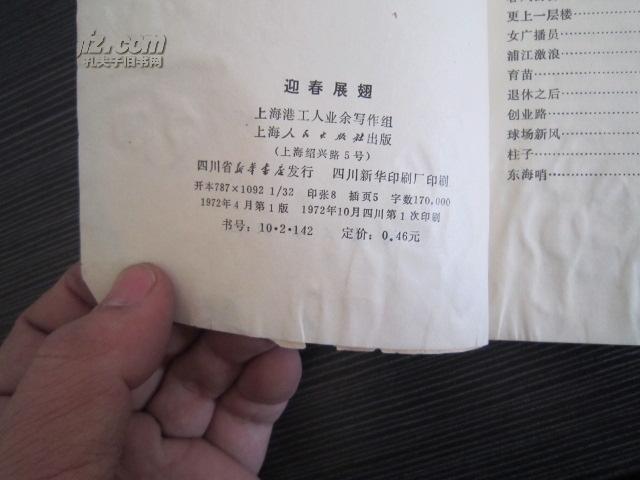 迎春展翅
上海港工人业余写作组
上海人民出版社出版
(上海绍兴路5号)
四川省新华书店发行 四川新华印刷厂印刷
开本787×1092 1/32 印张8 插页5 字数170,000
1972年4月第1版 1972年10月四川第1次印刷
书号:10·2·142 定价:0.46元
更上一层楼
女广播员
浦江激浪
育苗
退休之后
创业路
球场新风
柱子
东海哨
孔夫子旧书网